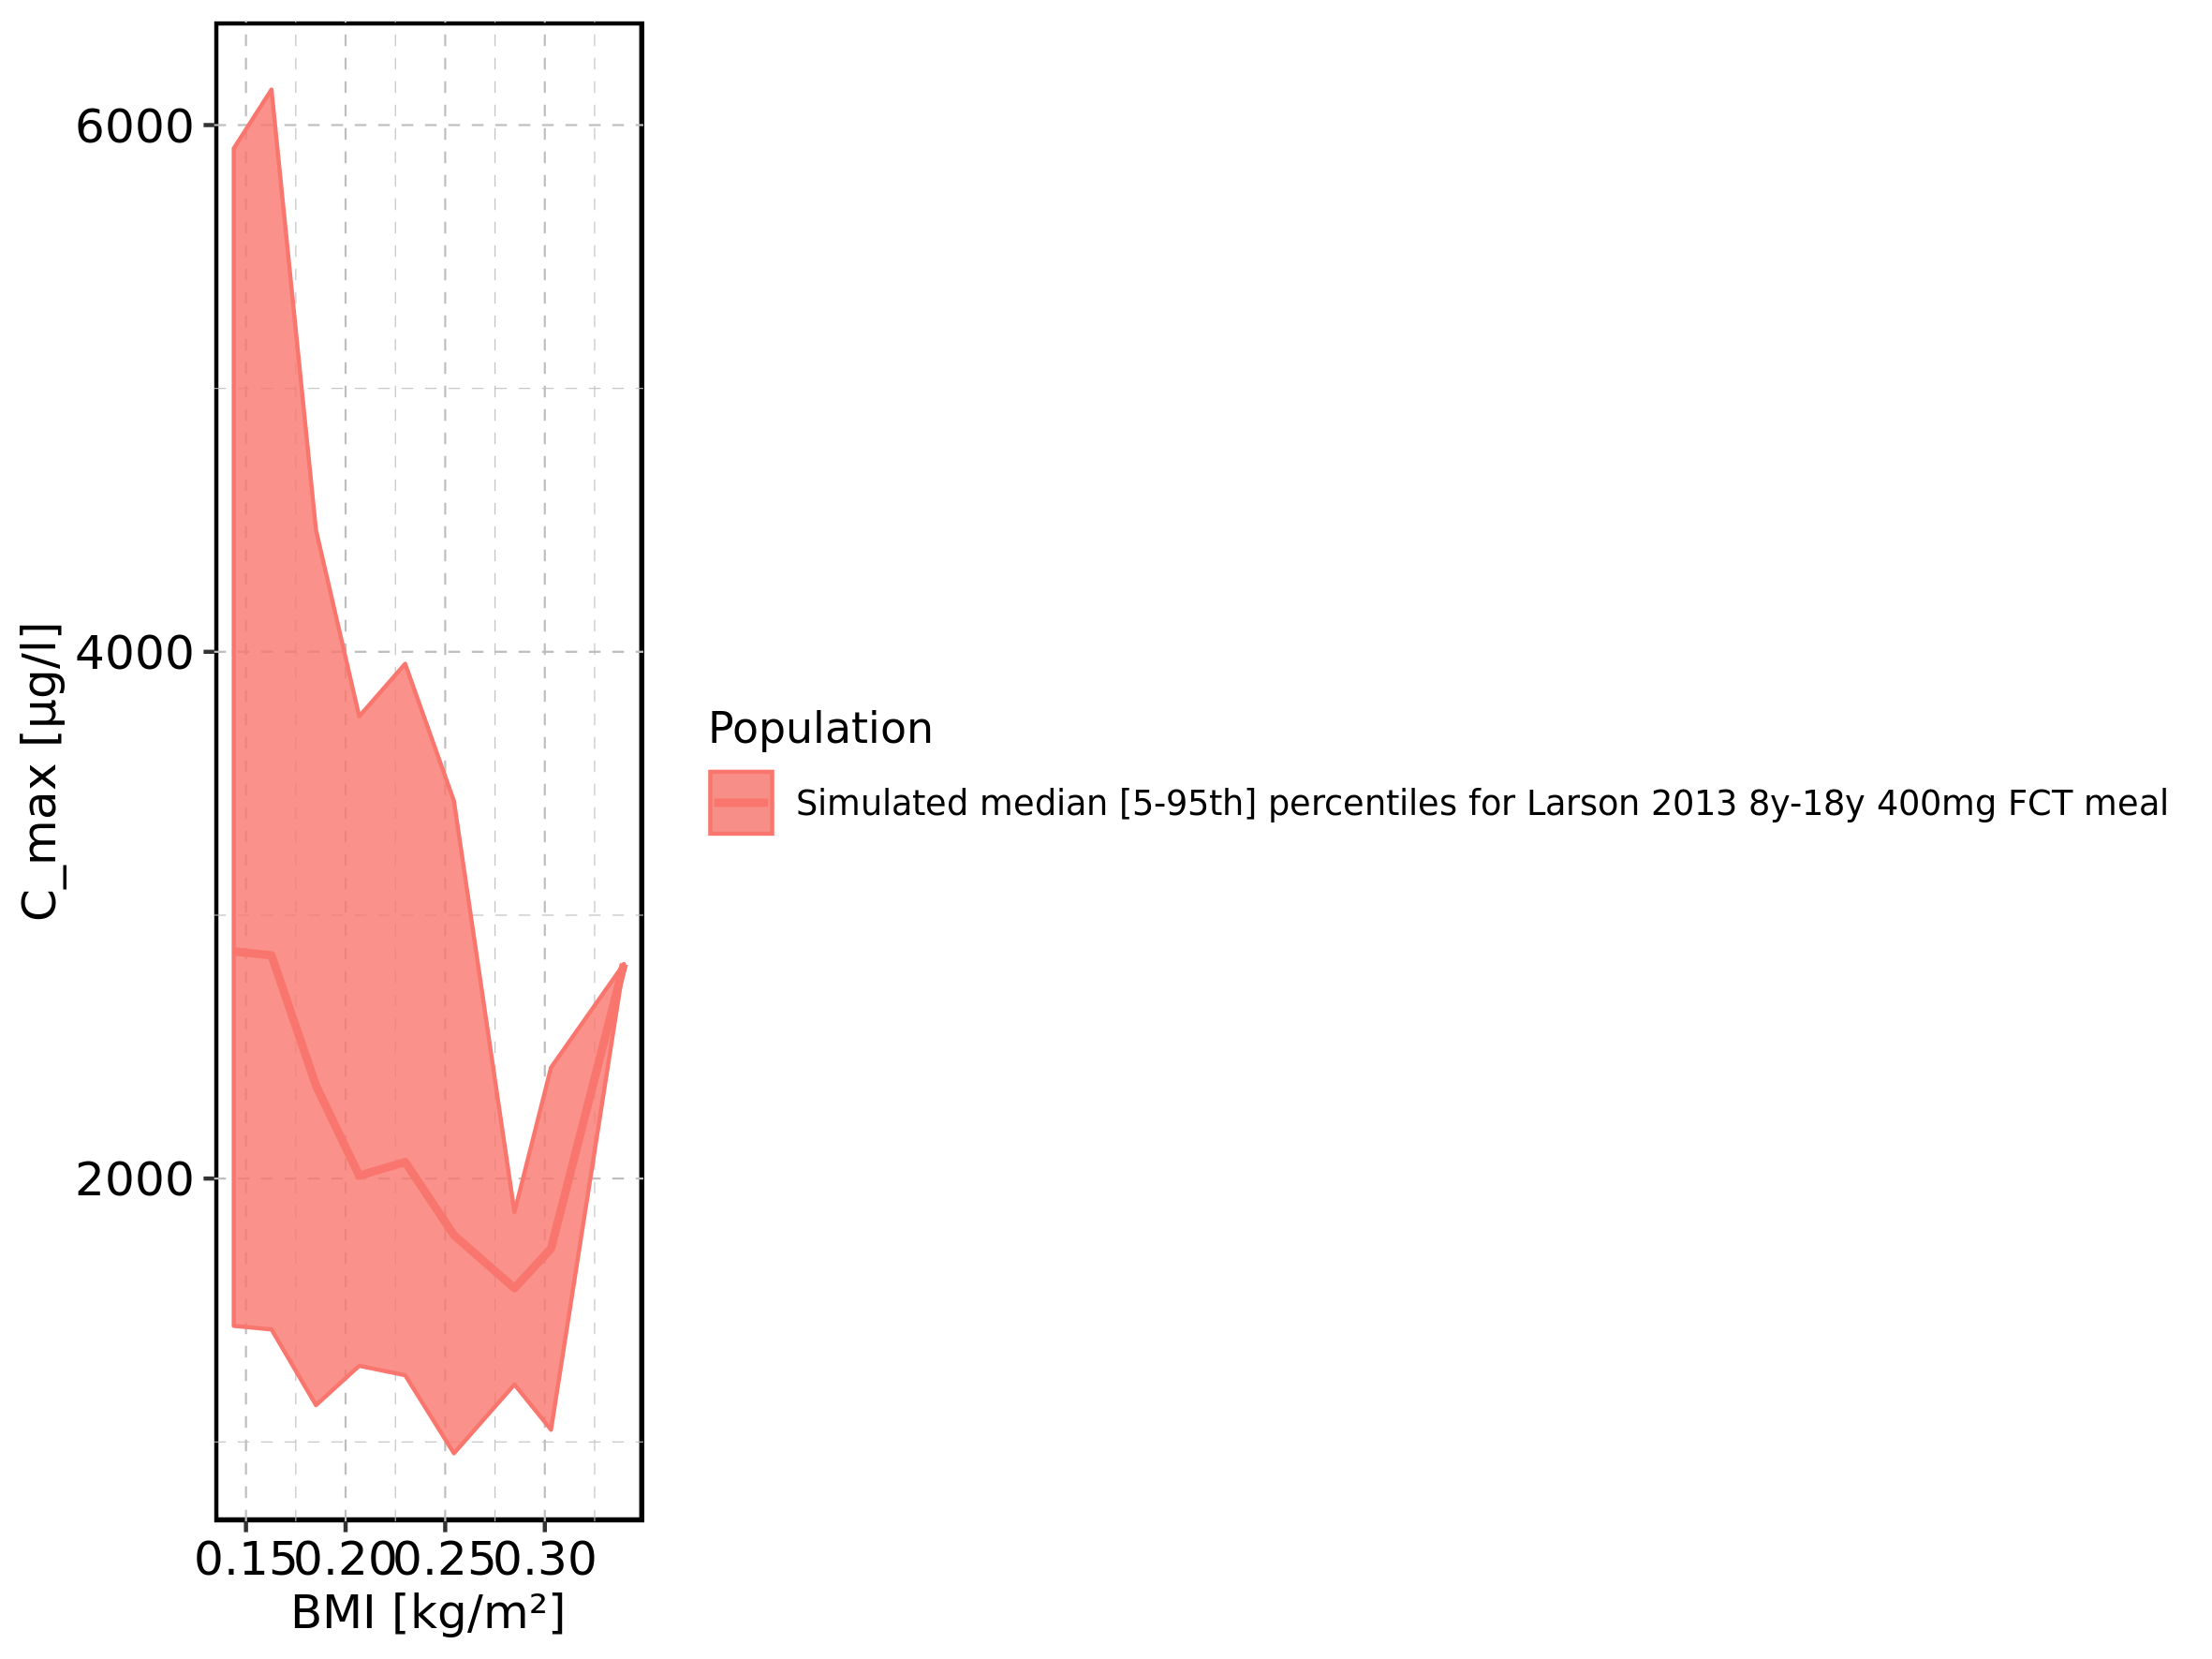 6000
4000
2000
C_max [µg/l]
0.15 0.20 0.25 0.30
BMI [kg/m²]
Population
Simulated median [5-95th] percentiles for Larson 2013 8y-18y 400mg FCT meal